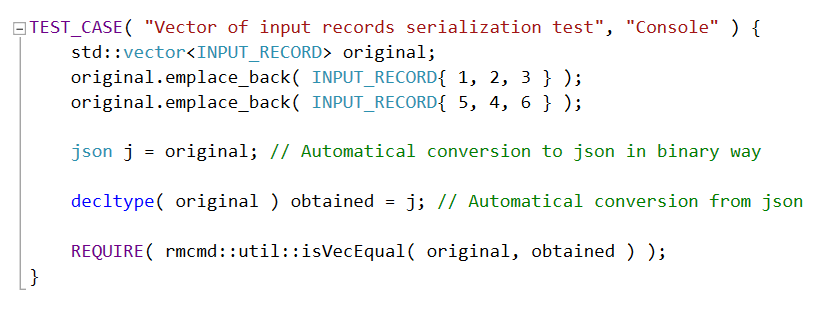 TEST_CASE( "Vector of input records serialization test", "Console" ) {
    std::vector<INPUT_RECORD> original;
    original.emplace_back( INPUT_RECORD{ 1, 2, 3 } );
    original.emplace_back( INPUT_RECORD{ 5, 4, 6 } );

    json j = original; // Automatical conversion to json in binary way

    decltype( original ) obtained = j; // Automatical conversion from json

    REQUIRE( rmcmd::util::isVecEqual( original, obtained ) );
}